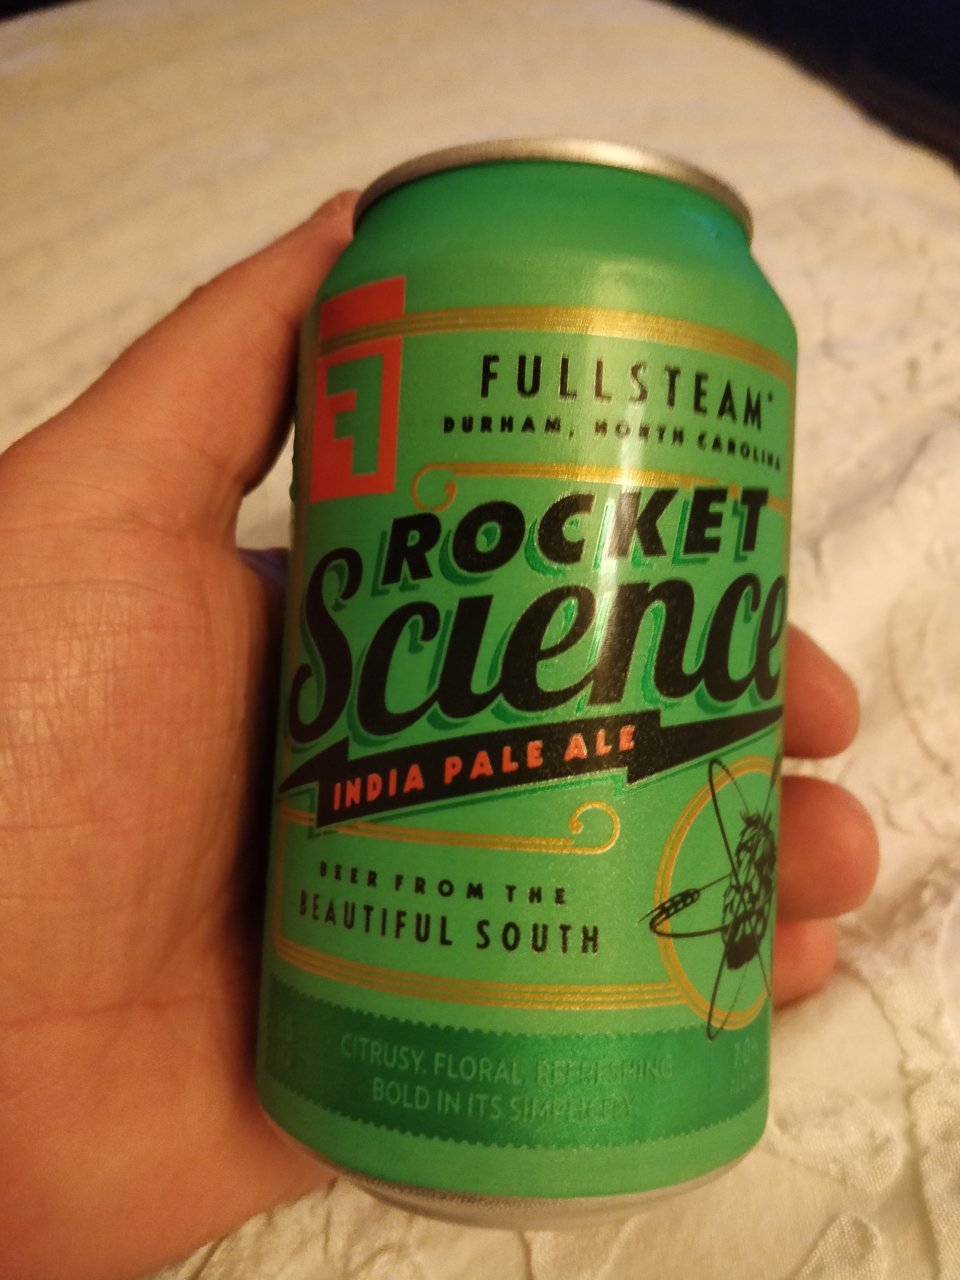 F
FULLSTEAM
DURHAM, NORTH CAROLINA
ROCKET
Science
INDIA PALE ALE
BEER FROM THE
BEAUTIFUL SOUTH
CITRUSY. FLORAL. REFRESHING
BOLD IN ITS SIMPLICITY